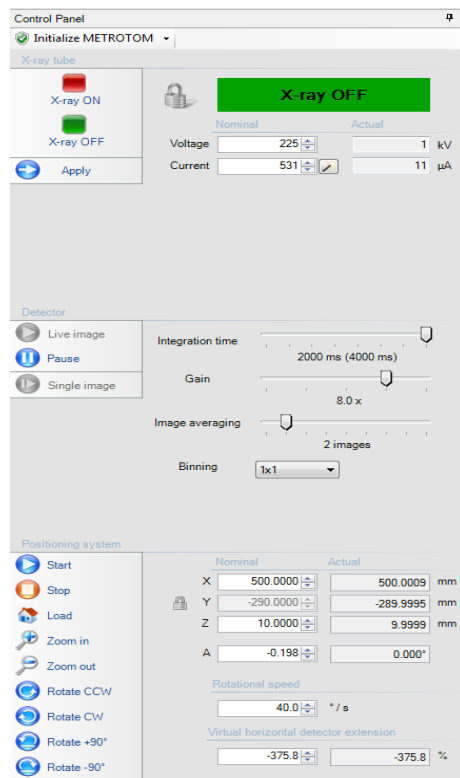 Control Panel
Initialize METROTOM
X-ray tube
X-ray ON
X-ray OFF
X-ray OFF
Nominal Actual
Voltage 225 1 kV
Current 531 11 µA
Apply
Detector
Live image
Pause
Single image
Integration time
2000 ms (4000 ms)
Gain
8.0 x
Image averaging
2 images
Binning 1x1
Positioning system
Start
Stop
Load
Zoom in
Zoom out
Rotate CCW
Rotate CW
Rotate +90°
Rotate -90°
Nominal Actual
X 500.0000 500.0009 mm
Y -290.0000 -289.9995 mm
Z 10.0000 9.9999 mm
A -0.198 0.000°
Rotational speed
40.0 ° / s
Virtual horizontal detector extension
-375.8 -375.8 %